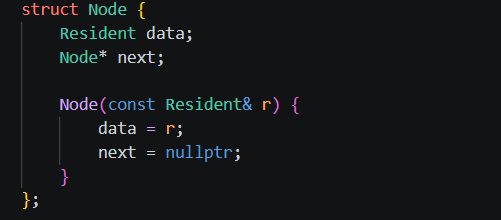 struct Node {
    Resident data;
    Node* next;

    Node(const Resident& r) {
        data = r;
        next = nullptr;
    }
};